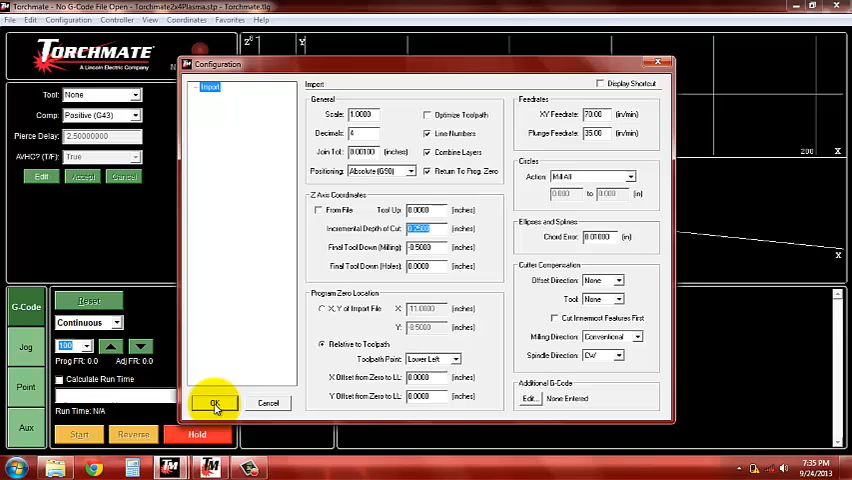 Torchmate - No G-Code File Open - Torchmate2x4Plasma.stp - Torchmate.tlg
File Edit Configuration Controller View Coordinates Favorites Help
TORCHMATE
A LINCOLN ELECTRIC COMPANY
Tool: None
Comp: Positive (G43)
Pierce Delay: 2.50000000
AVHC? (T/F): True
Edit Accept Cancel
Y
X
200
X
Configuration
Import
Import
Display Shortcut
General
Scale: 1.0000
Optimize Toolpath
Decimals: 4
Line Numbers
Join Tol.: 0.00100 (inches)
Combine Layers
Positioning: Absolute (G90)
Return To Prog. Zero
Z Axis Coordinates
From File Tool Up: 0.0000 (inches)
Incremental Depth of Cut: 0.2500 (inches)
Final Tool Down (Milling) -0.5000 (inches)
Final Tool Down (Holes) 0.0000 (inches)
Program Zero Location
X, Y of Import File X: -11.0000 (inches)
Y: -8.5000 (inches)
Relative to Toolpath
Toolpath Point: Lower Left
X Offset from Zero to LL: 0.0000 (inches)
Y Offset from Zero to LL: 0.0000 (inches)
Feedrates
XY Feedrate: 70.00 (in/min)
Plunge Feedrate: 35.00 (in/min)
Circles
Action: Mill All
0.000 to 0.000 (in)
Ellipses and Splines
Chord Error: 0.01000 (in)
Cutter Compensation
Offset Direction: None
Tool: None
Cut Innermost Features First
Milling Direction: Conventional
Spindle Direction: CW
Additional G-Code
Edit... None Entered
OK Cancel
G-Code
Jog
Point
Aux
Reset
Continuous
100
Prog FR: 0.0 Adj FR: 0.0
Calculate Run Time
Run Time: N/A
Start Reverse Hold
7:35 PM
9/24/2013